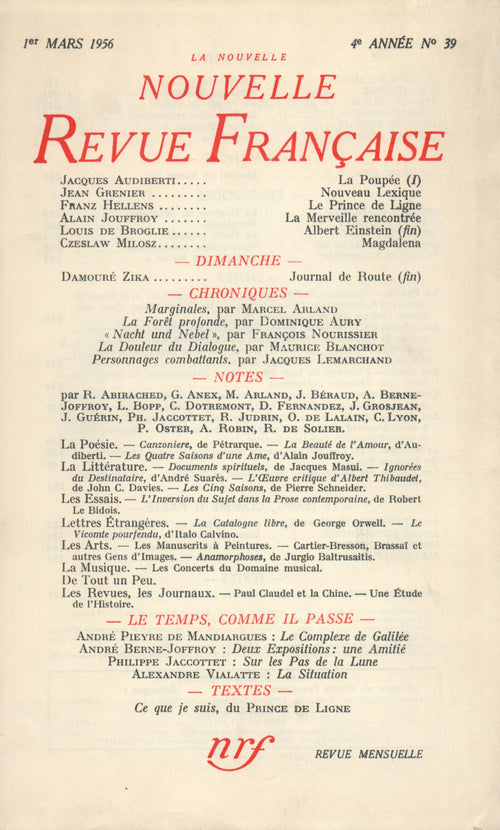 1er MARS 1956 4e ANNÉE No 39
LA NOUVELLE
NOUVELLE
REVUE FRANÇAISE
JACQUES AUDIBERTI..... La Poupée (I)
JEAN GRENIER ......... Nouveau Lexique
FRANZ HELLENS ........ Le Prince de Ligne
ALAIN JOUFFROY ....... La Merveille rencontrée
LOUIS DE BROGLIE...... Albert Einstein (fin)
CZESLAW MILOSZ........ Magdalena
— DIMANCHE —
DAMOURÉ ZIKA ......... Journal de Route (fin)
— CHRONIQUES —
Marginales, par MARCEL ARLAND
La Forêt profonde, par DOMINIQUE AURY
« Nacht und Nebel », par FRANÇOIS NOURISSIER
La Douleur du Dialogue, par MAURICE BLANCHOT
Personnages combattants, par JACQUES LEMARCHAND
— NOTES —
par R. ABIRACHED, G. ANEX, M. ARLAND, J. BÉRAUD, A. BERNE-
JOFFROY, L. BOPP, C. DOTREMONT, D. FERNANDEZ, J. GROSJEAN,
J. GUÉRIN, PH. JACCOTTET, R. JUDRIN, O. DE LALAIN, C. LYON,
P. OSTER, A. ROBIN, R. DE SOLIER.
La Poésie. — Canzoniere, de Pétrarque. — La Beauté de l'Amour, d'Au-
diberti. — Les Quatre Saisons d'une Ame, d'Alain Jouffroy.
La Littérature. — Documents spirituels, de Jacques Masui. — Ignorées
du Destinataire, d'André Suarès. — L'Œuvre critique d'Albert Thibaudet,
de John C. Davies. — Les Cinq Saisons, de Pierre Schneider.
Les Essais. — L'Inversion du Sujet dans la Prose contemporaine, de Robert
Le Bidois.
Lettres Étrangères. — La Catalogne libre, de George Orwell. — Le
Vicomte pourfendu, d'Italo Calvino.
Les Arts. — Les Manuscrits à Peintures. — Cartier-Bresson, Brassaï et
autres Gens d'Images. — Anamorphoses, de Jurgio Baltrusaitis.
La Musique. — Les Concerts du Domaine musical.
De Tout un Peu.
Les Revues, les Journaux. — Paul Claudel et la Chine. — Une Étude
de l'Histoire.
— LE TEMPS, COMME IL PASSE —
ANDRÉ PIEYRE DE MANDIARGUES : Le Complexe de Galilée
ANDRÉ BERNE-JOFFROY : Deux Expositions : une Amitié
PHILIPPE JACCOTTET : Sur les Pas de la Lune
ALEXANDRE VIALATTE : La Situation
— TEXTES —
Ce que je suis, du PRINCE DE LIGNE
nrf REVUE MENSUELLE